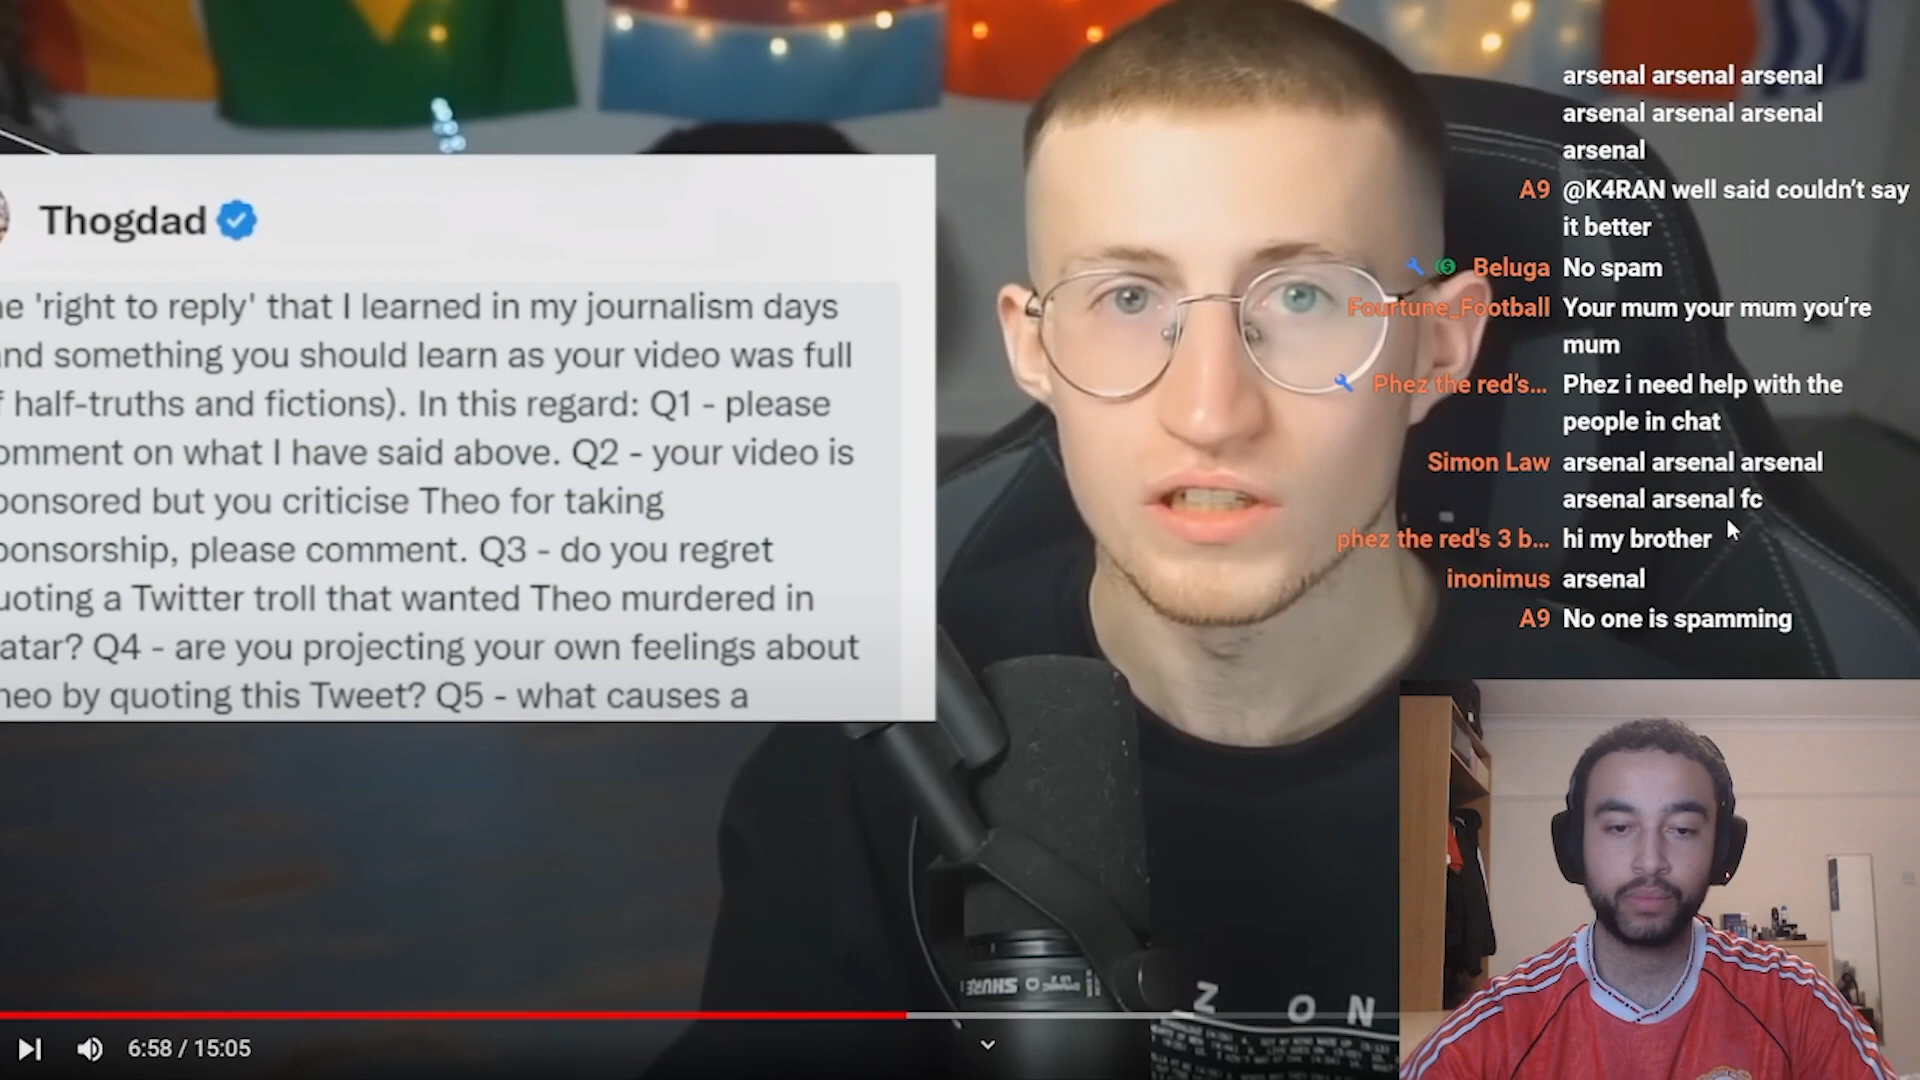 Thogdad
'right to reply' that I learned in my journalism days
something you should learn as your video was full
half-truths and fictions). In this regard: Q1 - please
on what I have said above. Q2 - your video is
but you criticise Theo for taking
please comment. Q3 - do you regret
a Twitter troll that wanted Theo murdered in
Q4 - are you projecting your own feelings about
by quoting this Tweet? Q5 - what causes a
arsenal arsenal arsenal
arsenal arsenal arsenal
arsenal
A9 @K4RAN well said couldn't say
it better
Beluga No spam
Fourtune_Football Your mum your mum you're
mum
Phez the red's... Phez i need help with the
people in chat
Simon Law arsenal arsenal arsenal
arsenal arsenal fc
phez the red's 3 b... hi my brother
inonimus arsenal
A9 No one is spamming
SHURE
Z O N
6:58 / 15:05